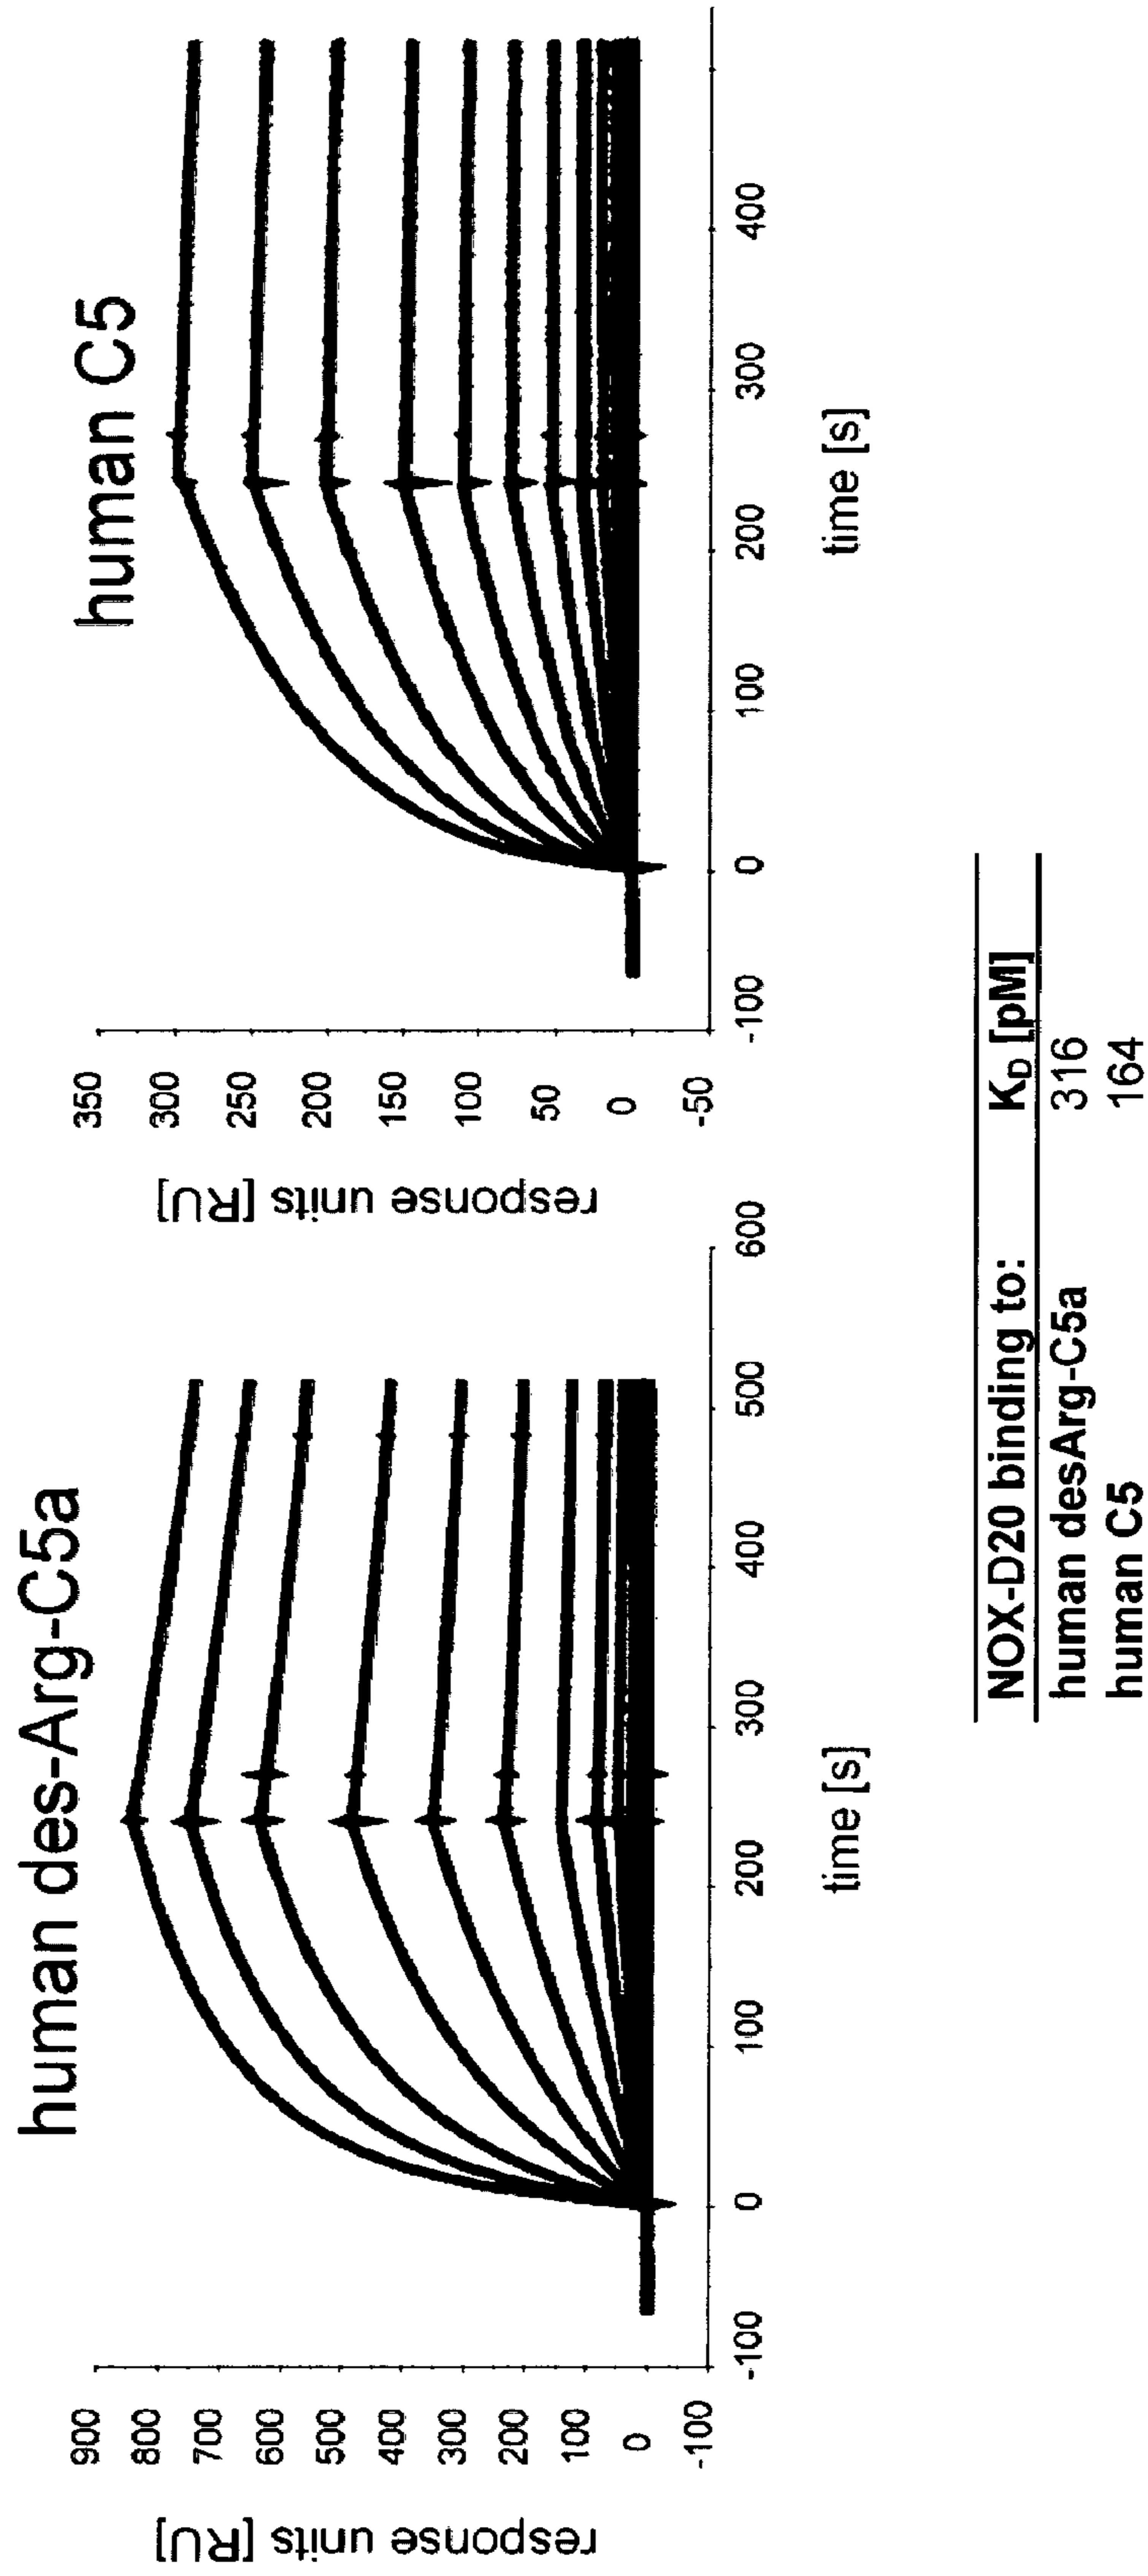 human des-Arg-C5a
response units [RU]
900
800
700
600
500
400
300
200
100
0
-100
-100 0 100 200 300 400 500 600
time [s]
human C5
response units [RU]
350
300
250
200
150
100
50
0
-50
-100 0 100 200 300 400
time [s]
NOX-D20 binding to: KD [pM]
human desArg-C5a 316
human C5 164